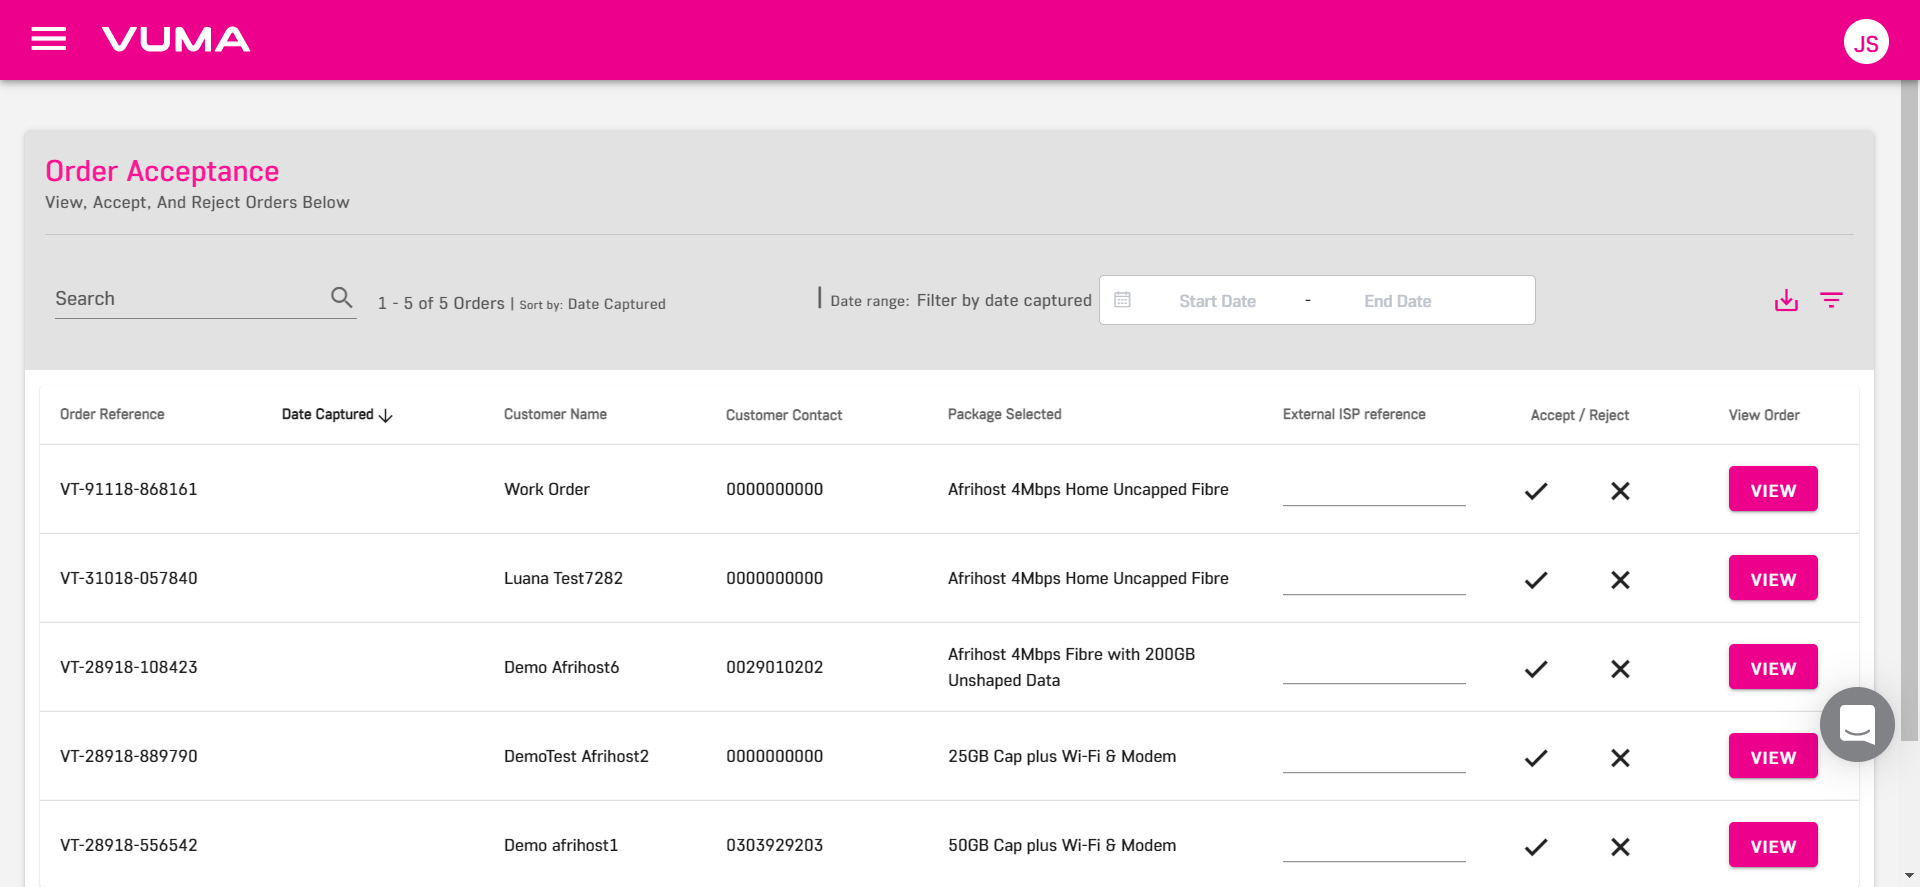 VUMA
JS
Order Acceptance
View, Accept, And Reject Orders Below
Search
1 - 5 of 5 Orders | Sort by: Date Captured
Date range: Filter by date captured
Start Date - End Date
Order Reference Date Captured Customer Name Customer Contact Package Selected External ISP reference Accept / Reject View Order
VT-91118-868161 Work Order 0000000000 Afrihost 4Mbps Home Uncapped Fibre VIEW
VT-31018-057840 Luana Test7282 0000000000 Afrihost 4Mbps Home Uncapped Fibre VIEW
VT-28918-108423 Demo Afrihost6 0029010202 Afrihost 4Mbps Fibre with 200GB
Unshaped Data VIEW
VT-28918-889790 DemoTest Afrihost2 0000000000 25GB Cap plus Wi-Fi & Modem VIEW
VT-28918-556542 Demo afrihost1 0303929203 50GB Cap plus Wi-Fi & Modem VIEW